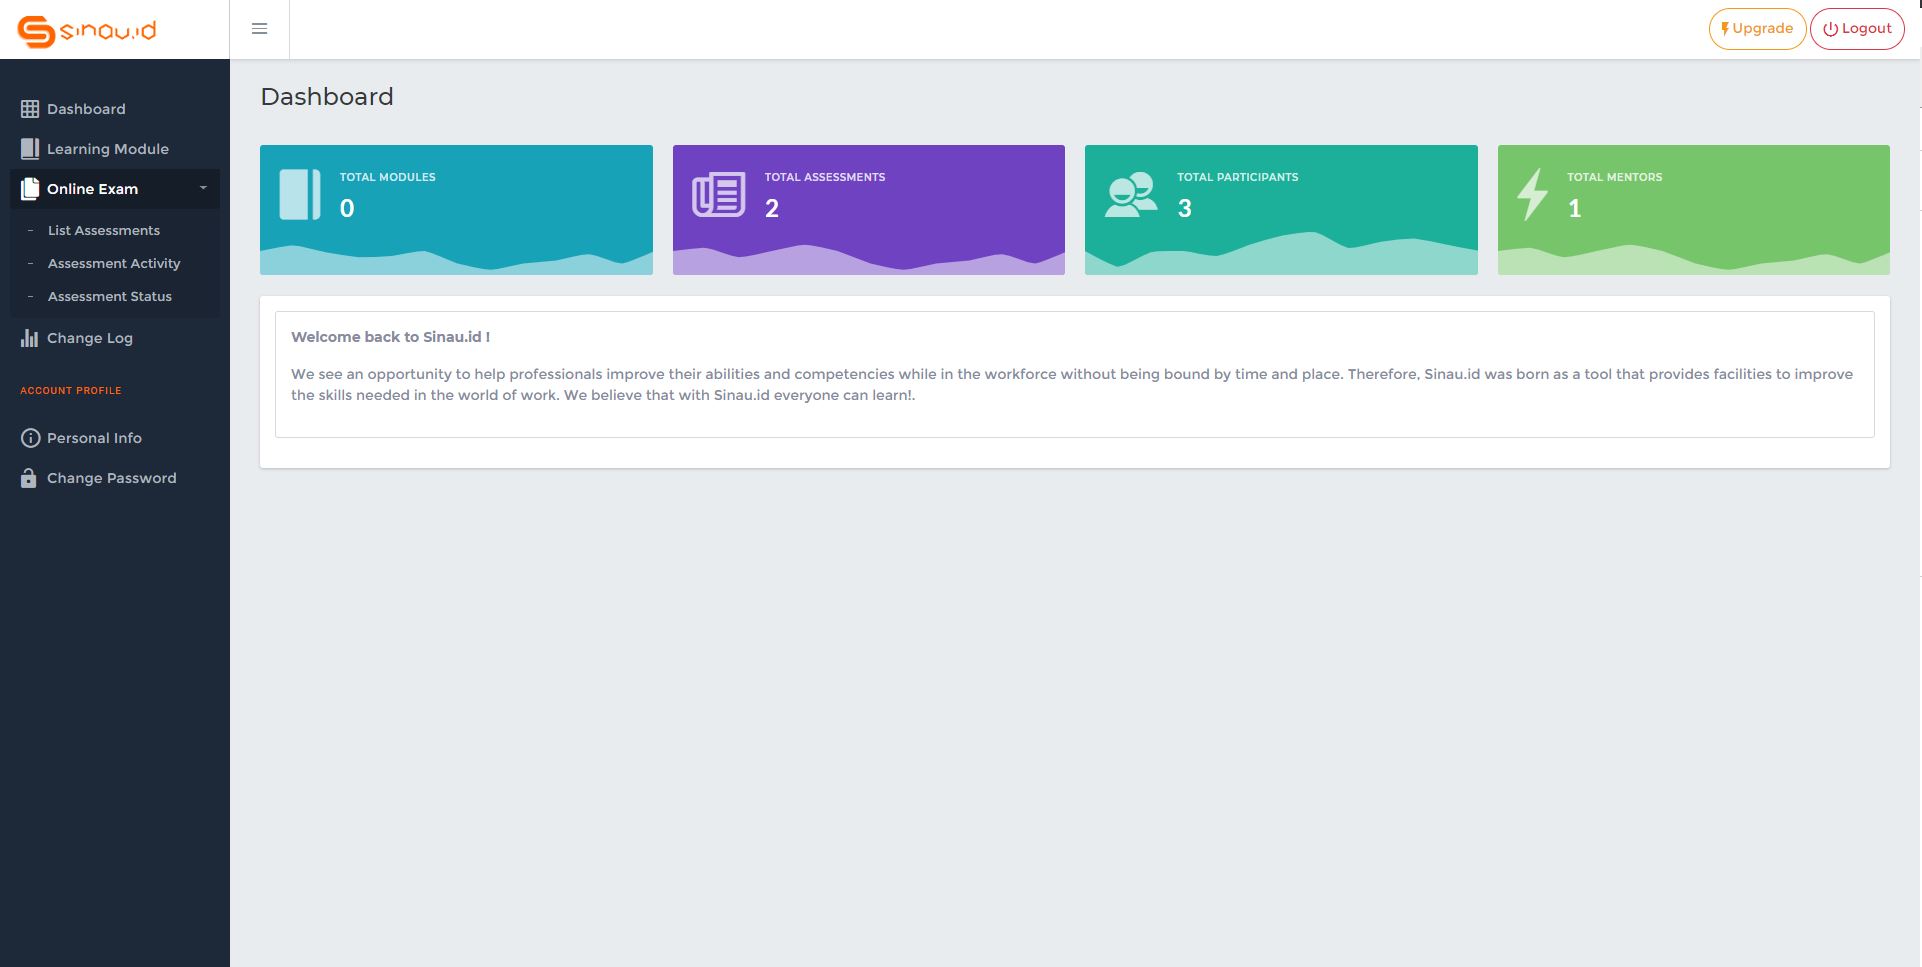 sinau.id
Upgrade
Logout
Dashboard
Learning Module
Online Exam
- List Assessments
- Assessment Activity
- Assessment Status
Change Log
ACCOUNT PROFILE
Personal Info
Change Password
Dashboard
TOTAL MODULES
0
TOTAL ASSESSMENTS
2
TOTAL PARTICIPANTS
3
TOTAL MENTORS
1
Welcome back to Sinau.id !
We see an opportunity to help professionals improve their abilities and competencies while in the workforce without being bound by time and place. Therefore, Sinau.id was born as a tool that provides facilities to improve
the skills needed in the world of work. We believe that with Sinau.id everyone can learn!.